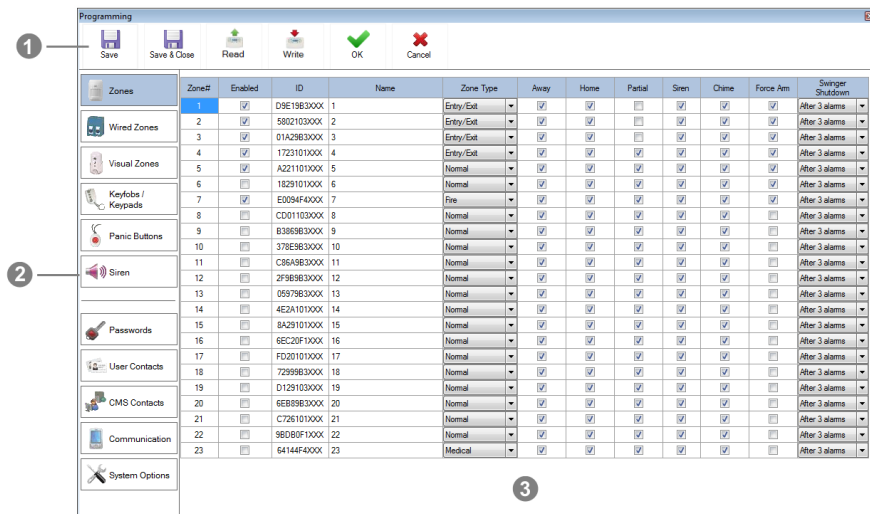 Programming
1
Save Save & Close Read Write OK Cancel
Zones
Wired Zones
Visual Zones
Keyfobs /
Keypads
Panic Buttons
2
Siren
Passwords
User Contacts
CMS Contacts
Communication
System Options
Zone# Enabled ID Name Zone Type Away Home Partial Siren Chime Force Arm Swinger
Shutdown
1 D9E19B3XXX 1 Entry/Exit After 3 alarms
2 5802103XXX 2 Entry/Exit After 3 alarms
3 01A29B3XXX 3 Entry/Exit After 3 alarms
4 1723101XXX 4 Entry/Exit After 3 alarms
5 A221101XXX 5 Normal After 3 alarms
6 1829101XXX 6 Normal After 3 alarms
7 E0094F4XXX 7 Fire After 3 alarms
8 CD01103XXX 8 Normal After 3 alarms
9 B3869B3XXX 9 Normal After 3 alarms
10 378E9B3XXX 10 Normal After 3 alarms
11 C86A9B3XXX 11 Normal After 3 alarms
12 2F9B9B3XXX 12 Normal After 3 alarms
13 05979B3XXX 13 Normal After 3 alarms
14 4E2A101XXX 14 Normal After 3 alarms
15 8A29101XXX 15 Normal After 3 alarms
16 6EC20F1XXX 16 Normal After 3 alarms
17 FD20101XXX 17 Normal After 3 alarms
18 72999B3XXX 18 Normal After 3 alarms
19 D129103XXX 19 Normal After 3 alarms
20 6EB89B3XXX 20 Normal After 3 alarms
21 C726101XXX 21 Normal After 3 alarms
22 9BDB0F1XXX 22 Normal After 3 alarms
23 64144F4XXX 23 Medical After 3 alarms
3